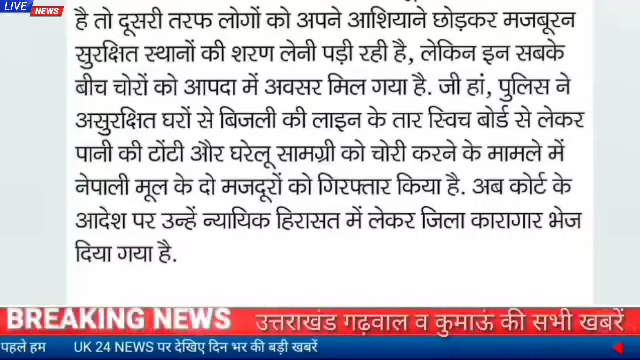 LIVE NEWS
है तो दूसरी तरफ लोगों को अपने आशियाने छोड़कर मजबूरन
सुरक्षित स्थानों की शरण लेनी पड़ी रही है, लेकिन इन सबके
बीच चोरों को आपदा में अवसर मिल गया है. जी हां, पुलिस ने
असुरक्षित घरों से बिजली की लाइन के तार स्विच बोर्ड से लेकर
पानी की टोंटी और घरेलू सामग्री को चोरी करने के मामले में
नेपाली मूल के दो मजदूरों को गिरफ्तार किया है. अब कोर्ट के
आदेश पर उन्हें न्यायिक हिरासत में लेकर जिला कारागार भेज
दिया गया है.
BREAKING NEWS उत्तराखंड गढ़वाल व कुमाऊं की सभी खबरें
पहले हम UK 24 NEWS पर देखिए दिन भर की बड़ी खबरें